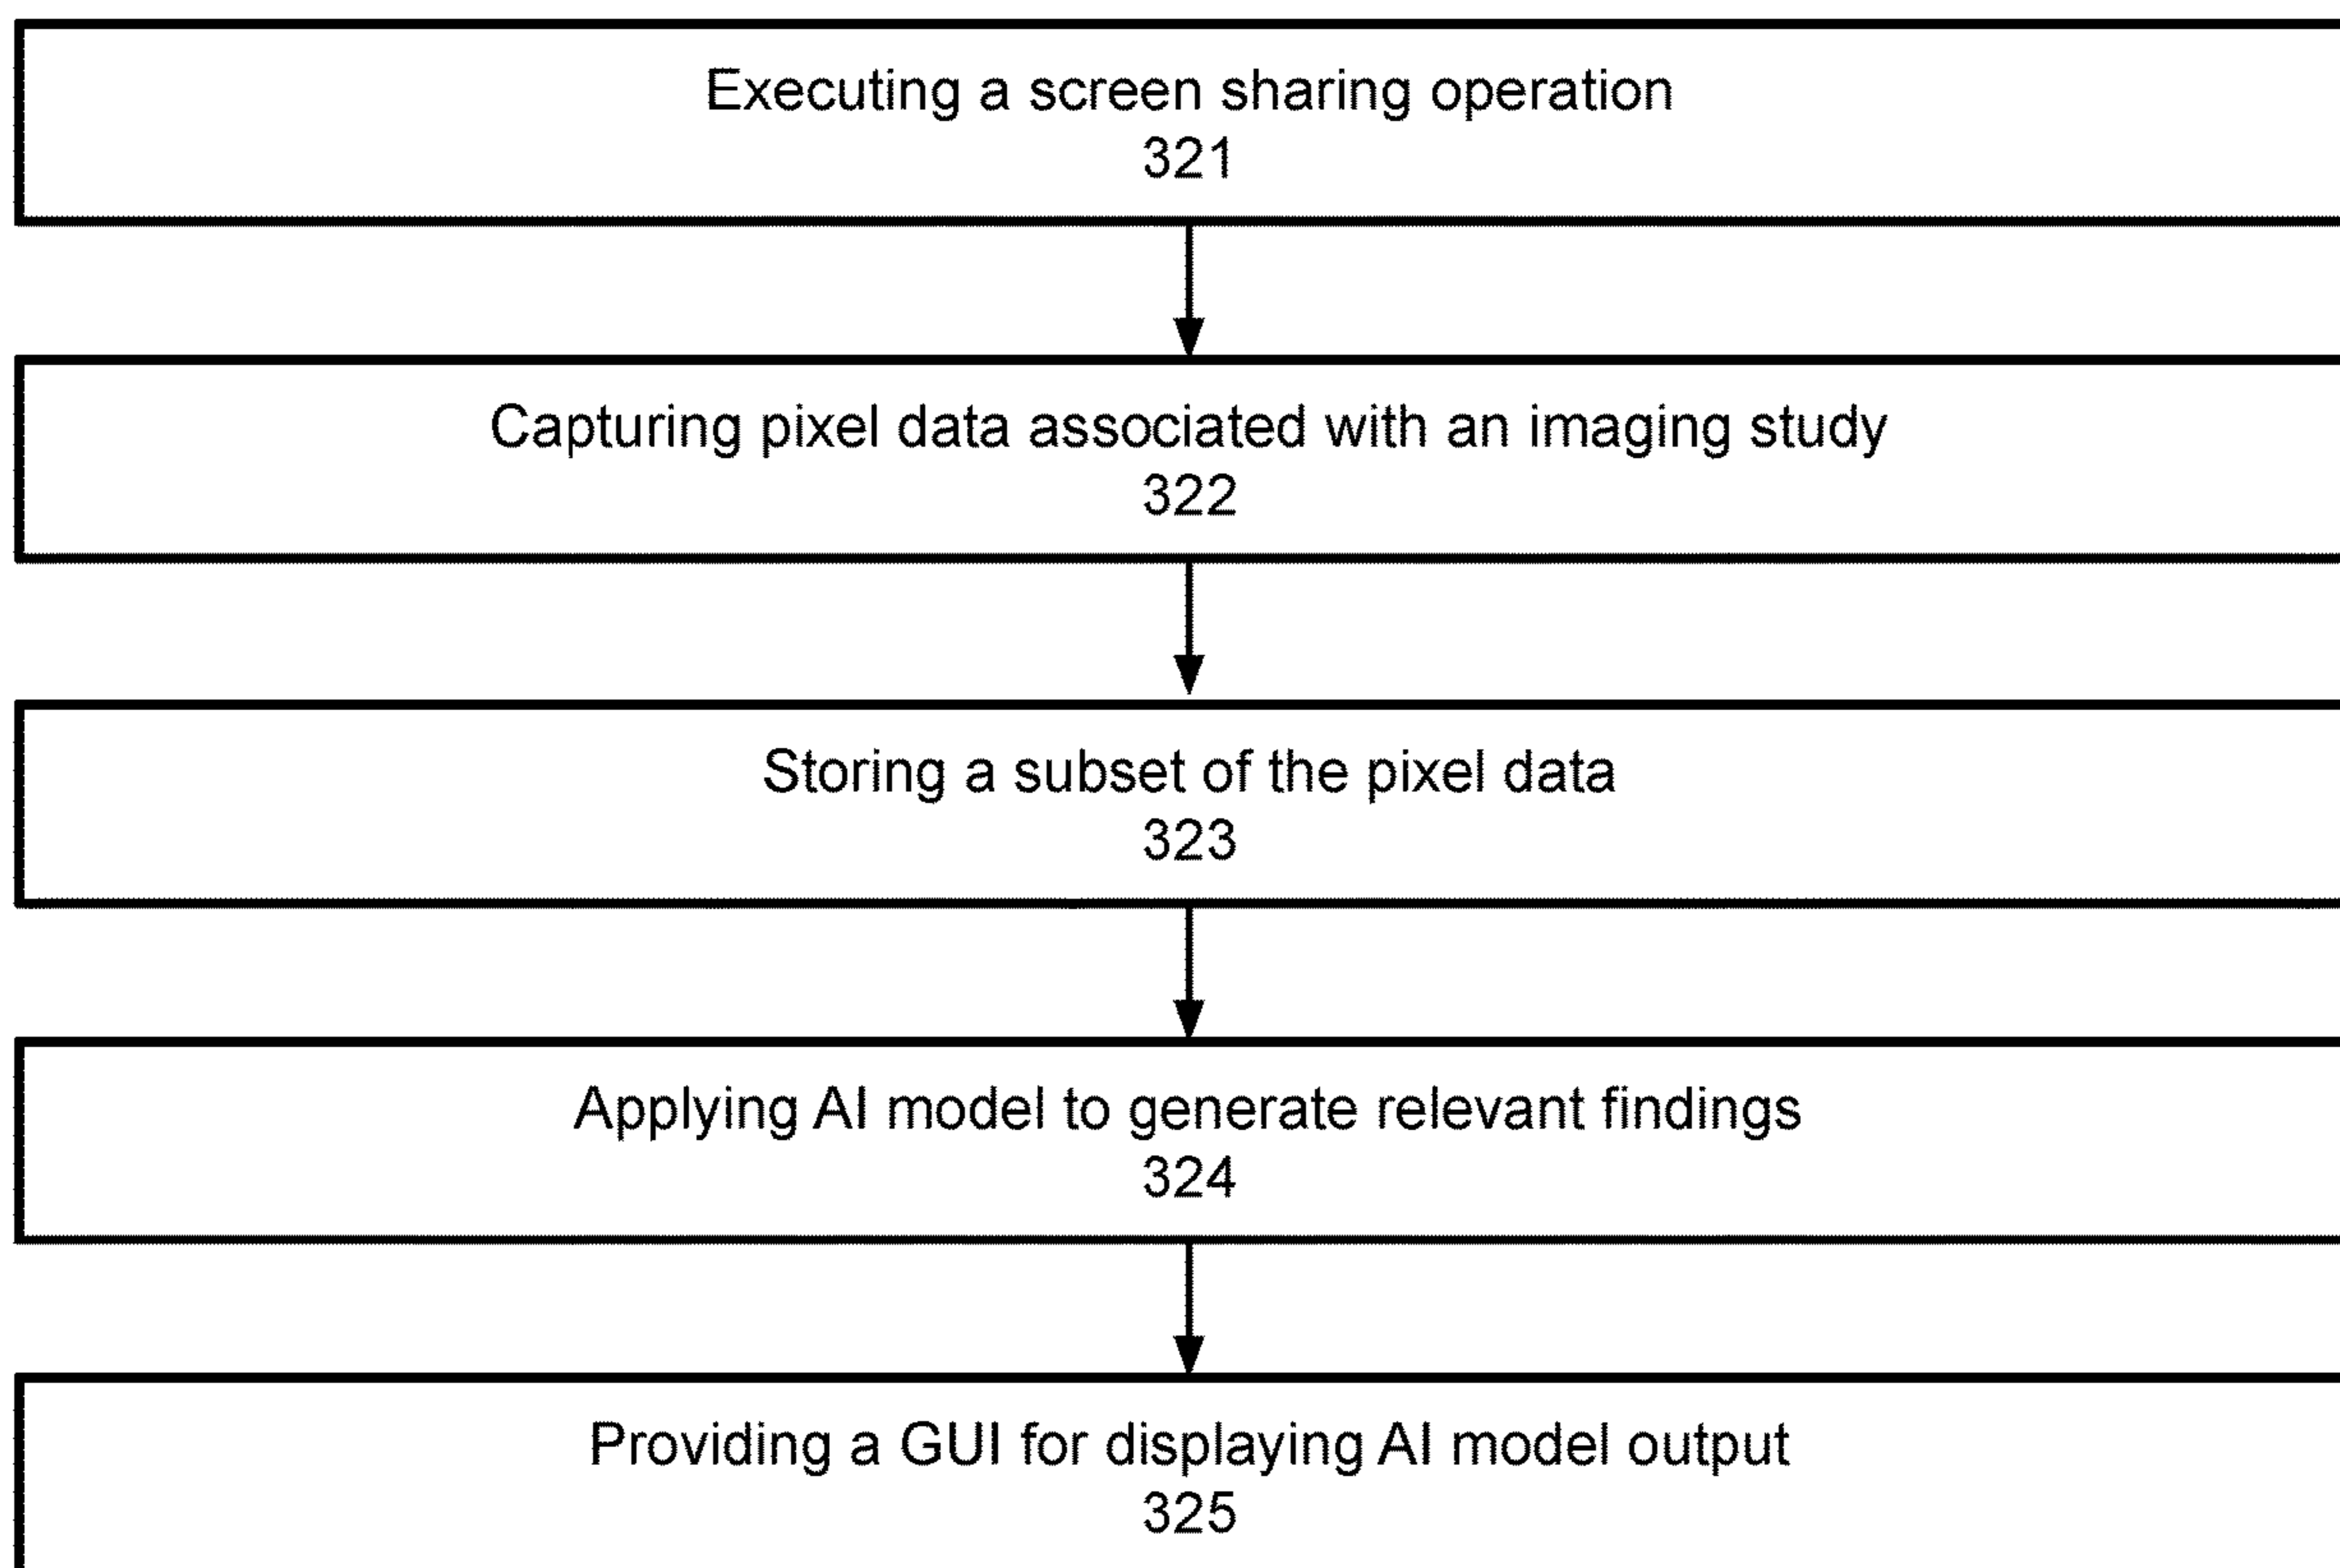 Executing a screen sharing operation
321
Capturing pixel data associated with an imaging study
322
Storing a subset of the pixel data
323
Applying AI model to generate relevant findings
324
Providing a GUI for displaying AI model output
325